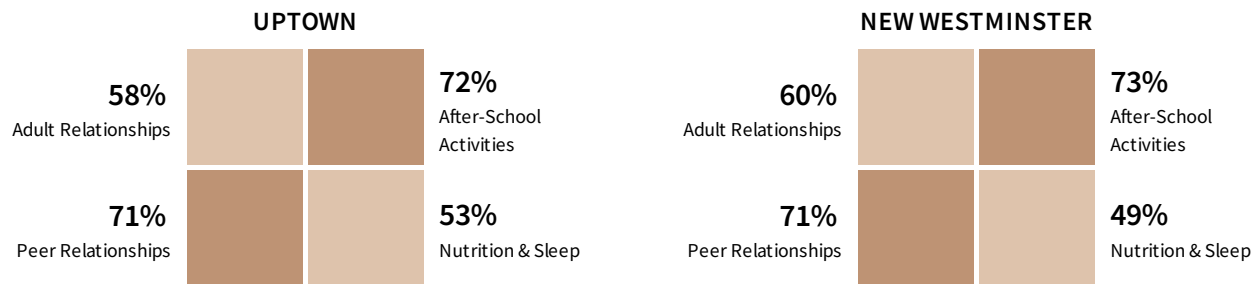 UPTOWN
58%
Adult Relationships
72%
After-School
Activities
71%
Peer Relationships
53%
Nutrition & Sleep
NEW WESTMINSTER
60%
Adult Relationships
73%
After-School
Activities
71%
Peer Relationships
49%
Nutrition & Sleep